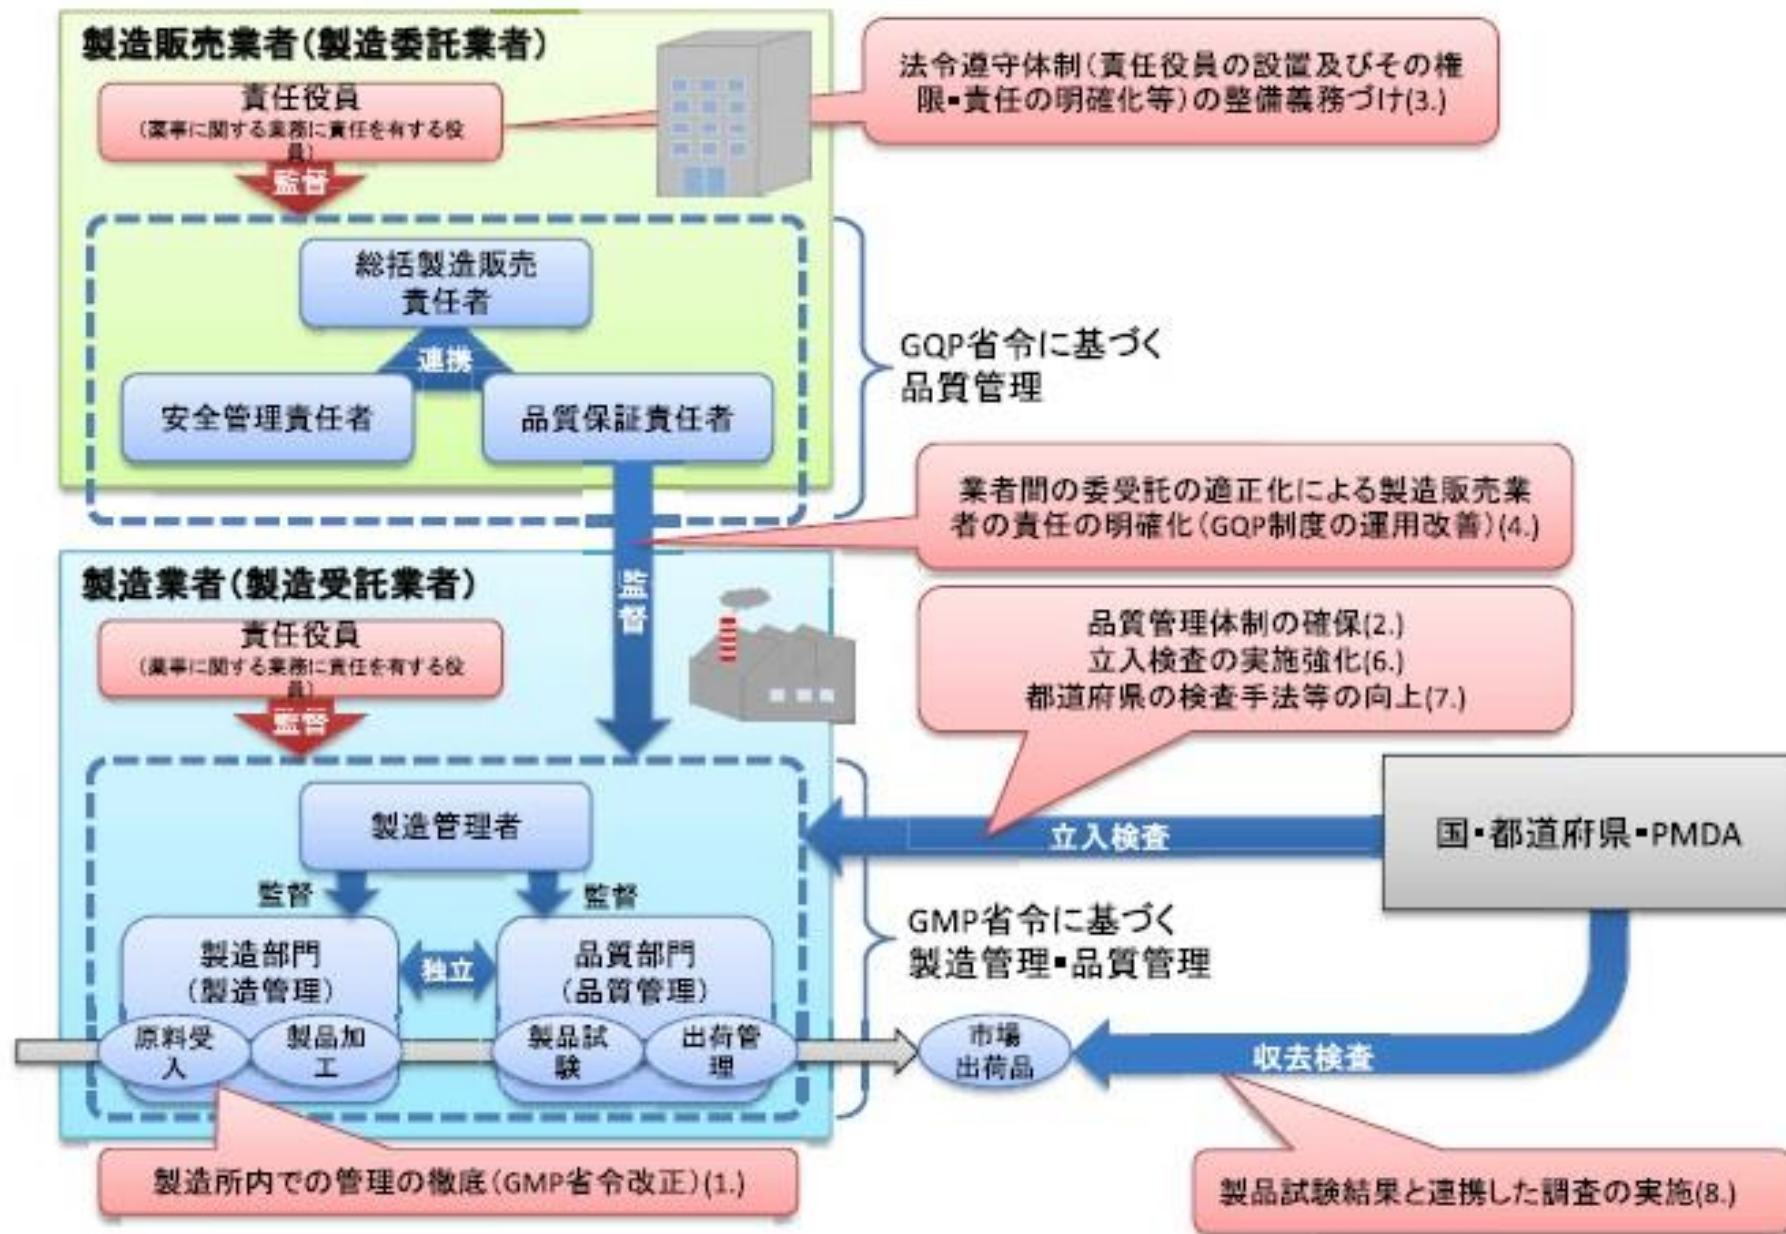 製造販売業者(製造委託業者)
責任役員
(薬事に関する業務に責任を有する役
員)
監督
法令遵守体制(責任役員の設置及びその権
限・責任の明確化等)の整備義務づけ(3.)
総括製造販売
責任者
連携
安全管理責任者
品質保証責任者
GQP省令に基づく
品質管理
業者間の委受託の適正化による製造販売業
者の責任の明確化(GQP制度の運用改善)(4.)
監督
製造業者(製造受託業者)
責任役員
(薬事に関する業務に責任を有する役
員)
監督
品質管理体制の確保(2.)
立入検査の実施強化(6.)
都道府県の検査手法等の向上(7.)
製造管理者
立入検査
国・都道府県・PMDA
監督
監督
製造部門
(製造管理)
独立
品質部門
(品質管理)
GMP省令に基づく
製造管理・品質管理
原料受
入
製品加
工
製品試
験
出荷管
理
市場
出荷品
収去検査
製造所内での管理の徹底(GMP省令改正)(1.)
製品試験結果と連携した調査の実施(8.)